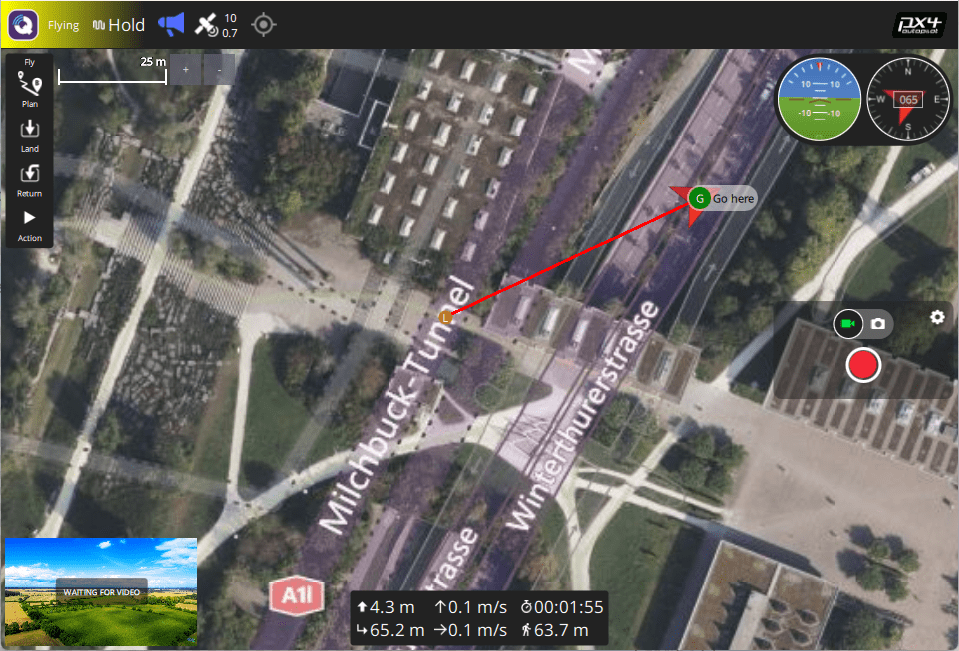 Flying
Hold
10
0.7
px4
autopilot
Fly
25 m
+
-
Plan
Land
Return
Action
10 10
-10 -10
N
W 065 E
S
G Go here
L
Milchbuck-Tunnel
Winterthurerstrasse
strasse
M
A1l
WAITING FOR VIDEO
4.3 m 0.1 m/s 00:01:55
65.2 m 0.1 m/s 63.7 m